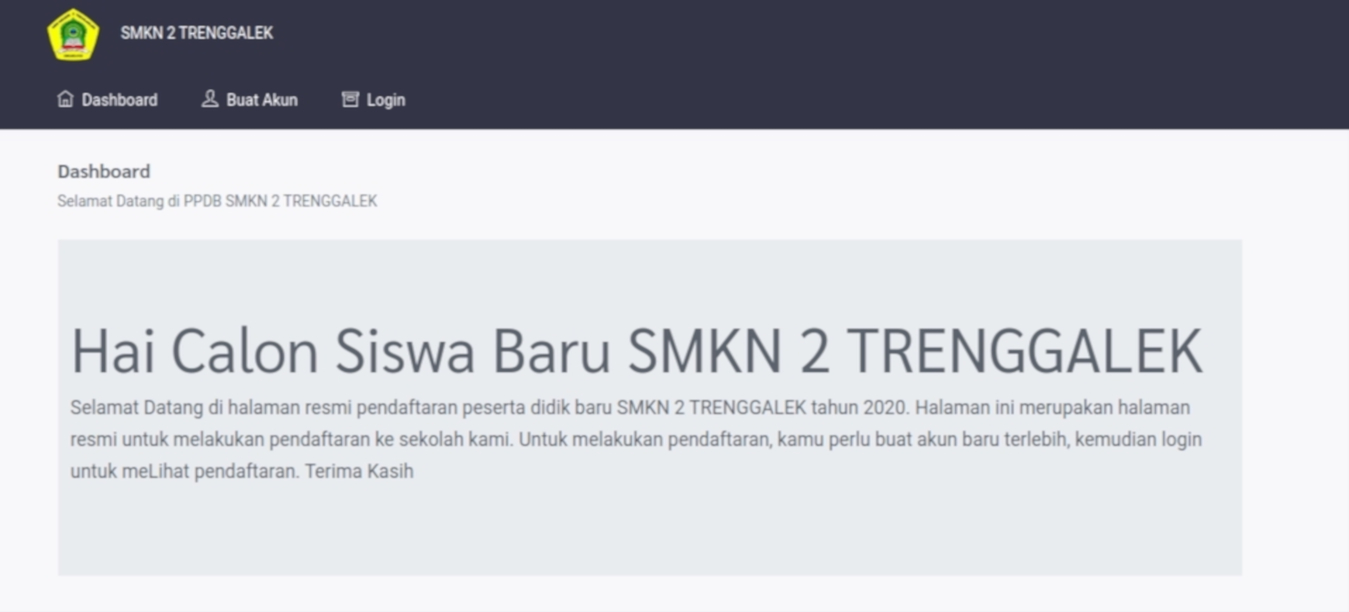 SMKN 2 TRENGGALEK
Dashboard Buat Akun Login
Dashboard
Selamat Datang di PPDB SMKN 2 TRENGGALEK
Hai Calon Siswa Baru SMKN 2 TRENGGALEK
Selamat Datang di halaman resmi pendaftaran peserta didik baru SMKN 2 TRENGGALEK tahun 2020. Halaman ini merupakan halaman
resmi untuk melakukan pendaftaran ke sekolah kami. Untuk melakukan pendaftaran, kamu perlu buat akun baru terlebih, kemudian login
untuk meLihat pendaftaran. Terima Kasih